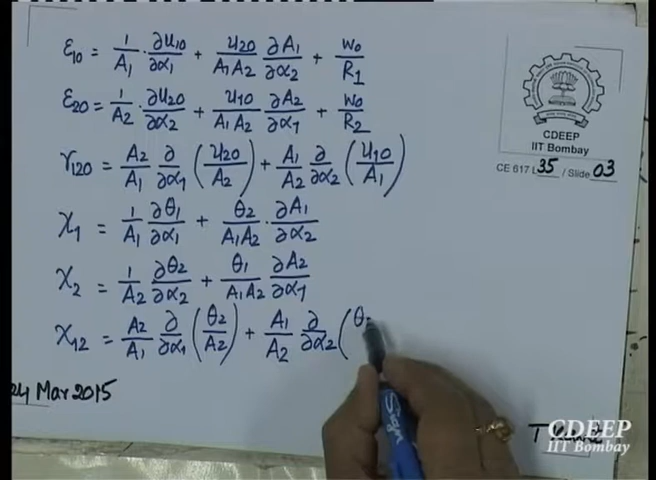 ε₁₀ = 1/A₁ · ∂u₁₀/∂α₁ + u₂₀/A₁A₂ ∂A₁/∂α₂ + w₀/R₁
ε₂₀ = 1/A₂ · ∂u₂₀/∂α₂ + u₁₀/A₁A₂ ∂A₂/∂α₁ + w₀/R₂
γ₁₂₀ = A₂/A₁ ∂/∂α₁ (u₂₀/A₂) + A₁/A₂ ∂/∂α₂ (u₁₀/A₁)
χ₁ = 1/A₁ ∂θ₁/∂α₁ + θ₂/A₁A₂ · ∂A₁/∂α₂
χ₂ = 1/A₂ ∂θ₂/∂α₂ + θ₁/A₁A₂ ∂A₂/∂α₁
χ₁₂ = A₂/A₁ ∂/∂α₁ (θ₂/A₂) + A₁/A₂ ∂/∂α₂ (θ
CDEEP
IIT Bombay
CE 617 L 35 / Slide 03
24 Mar 2015
Sign
CDEEP
IIT Bombay